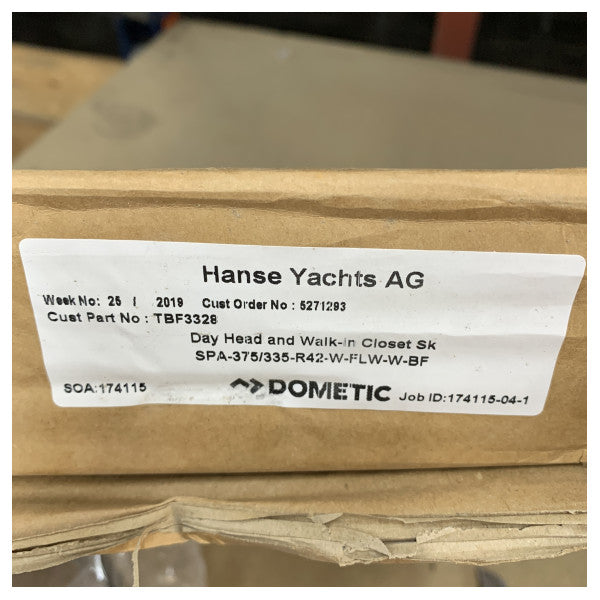 Hanse Yachts AG
Week No: 25 / 2019 Cust Order No : 5271293
Cust Part No : TBF3328
Day Head and Walk-in Closet Sk
SPA-375/335-R42-W-FLW-W-BF
SOA:174115 DOMETIC Job ID:174115-04-1